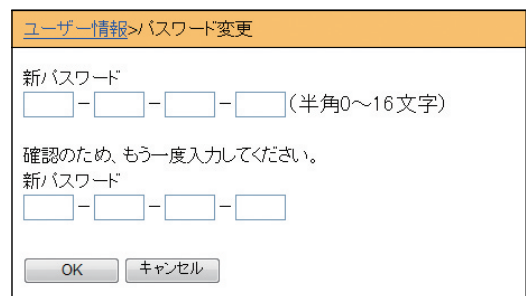 ユーザー情報>パスワード変更
新パスワード
－ － － (半角0～16文字)
確認のため、もう一度入力してください。
新パスワード
－ － －
OK キャンセル